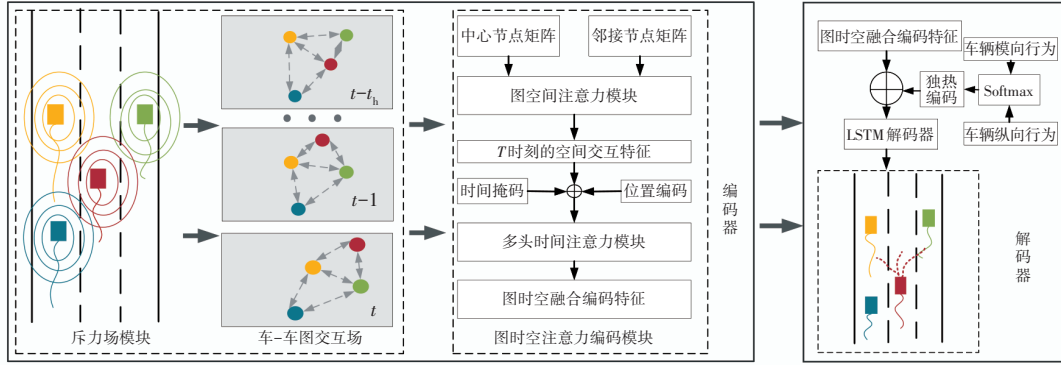 t-th
t-1
t
斥力场模块
车-车图交互场
中心节点矩阵
邻接节点矩阵
图空间注意力模块
T时刻的空间交互特征
时间掩码
位置编码
多头时间注意力模块
图时空融合编码特征
图时空注意力编码模块
编码器
图时空融合编码特征
车辆模向行为
独热
编码
Softmax
LSTM解码器
车辆纵向行为
解码器